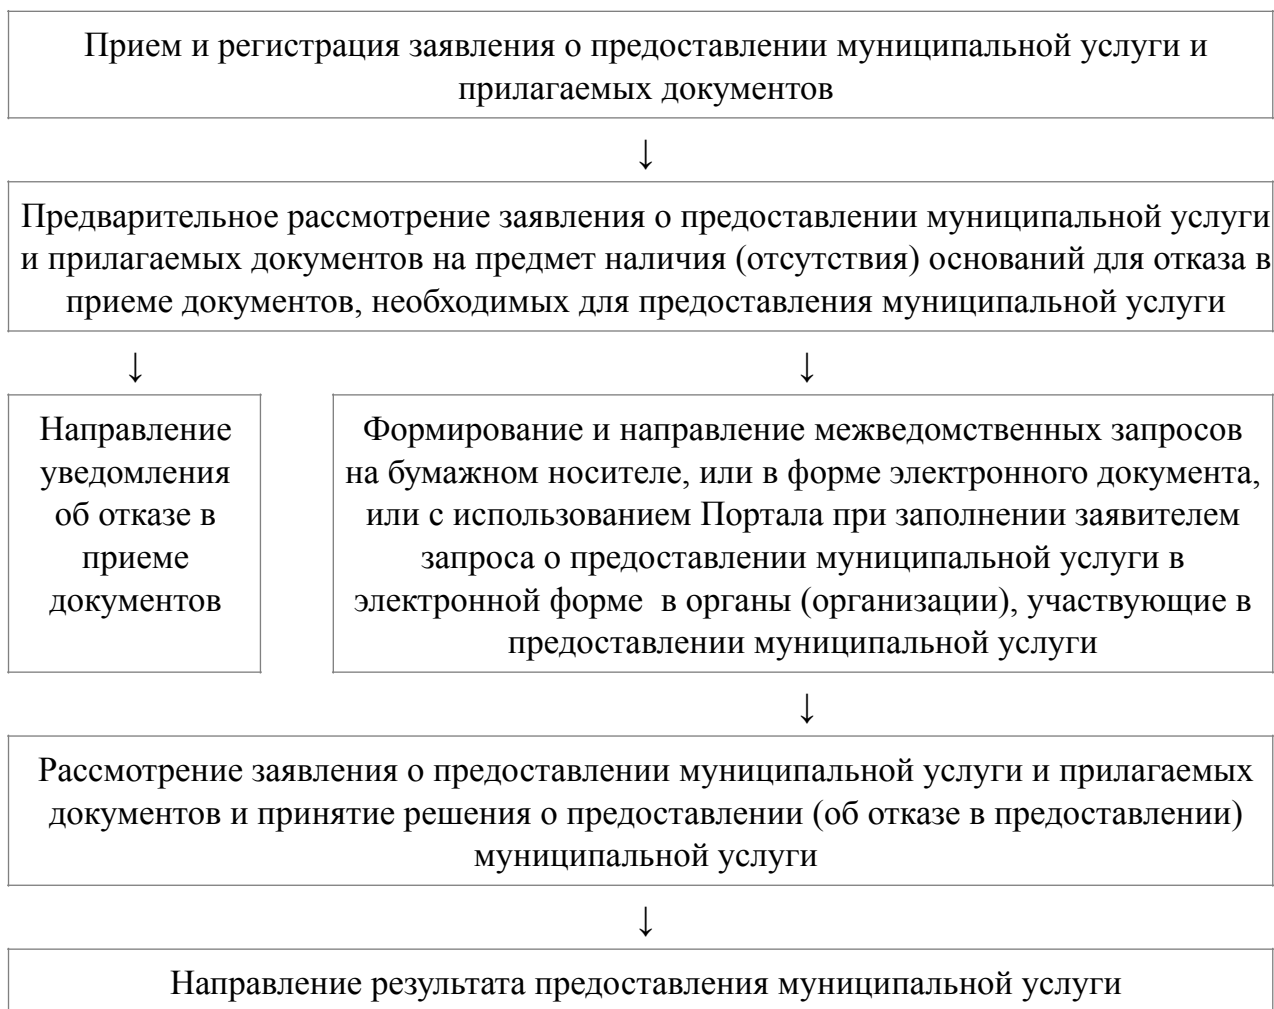 Прием и регистрация заявления о предоставлении муниципальной услуги и
прилагаемых документов
↓
Предварительное рассмотрение заявления о предоставлении муниципальной услуги
и прилагаемых документов на предмет наличия (отсутствия) оснований для отказа в
приеме документов, необходимых для предоставления муниципальной услуги
↓ ↓
Направление
уведомления
об отказе в
приеме
документов
Формирование и направление межведомственных запросов
на бумажном носителе, или в форме электронного документа,
или с использованием Портала при заполнении заявителем
запроса о предоставлении муниципальной услуги в
электронной форме  в органы (организации), участвующие в
предоставлении муниципальной услуги
↓
Рассмотрение заявления о предоставлении муниципальной услуги и прилагаемых
документов и принятие решения о предоставлении (об отказе в предоставлении)
муниципальной услуги
↓
Направление результата предоставления муниципальной услуги